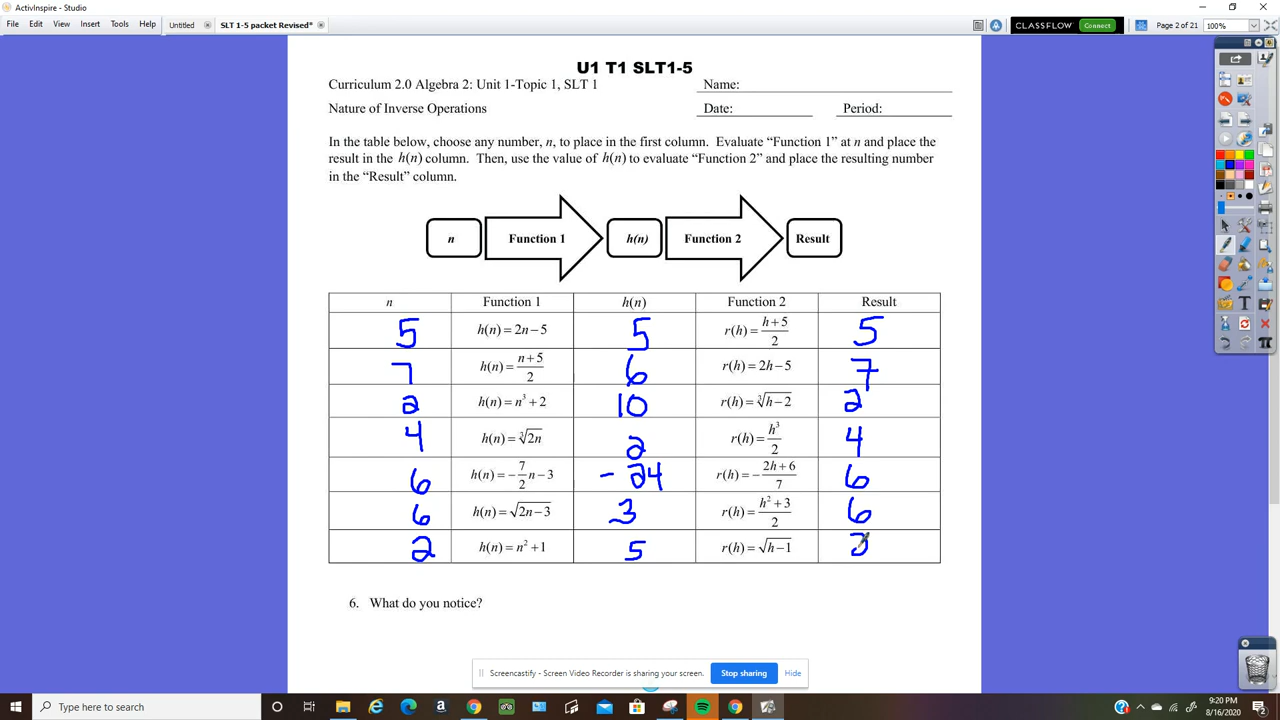 ActivInspire - Studio
File Edit View Insert Tools Help Untitled SLT 1-5 packet Revised* CLASSFLOW Connect Page 2 of 21 100%
U1 T1 SLT1-5
Curriculum 2.0 Algebra 2: Unit 1-Topic 1, SLT 1 Name:
Nature of Inverse Operations Date: Period:
In the table below, choose any number, n, to place in the first column. Evaluate “Function 1” at n and place the
result in the h(n) column. Then, use the value of h(n) to evaluate “Function 2” and place the resulting number
in the “Result” column.
n Function 1 h(n) Function 2 Result
n Function 1 h(n) Function 2 Result
5 h(n) = 2n − 5 5 r(h) = (h + 5)/2 5
7 h(n) = (n + 5)/2 6 r(h) = 2h − 5 7
2 h(n) = n³ + 2 10 r(h) = ∛(h − 2) 2
4 h(n) = ∛(2n) 2 r(h) = h³/2 4
6 h(n) = −7/2 n − 3 - 24 r(h) = −(2h + 6)/7 6
6 h(n) = √(2n − 3) 3 r(h) = (h² + 3)/2 6
2 h(n) = n² + 1 5 r(h) = √(h − 1) 2
6. What do you notice?
Screencastify - Screen Video Recorder is sharing your screen. Stop sharing Hide
Type here to search
9:20 PM
8/16/2020
2